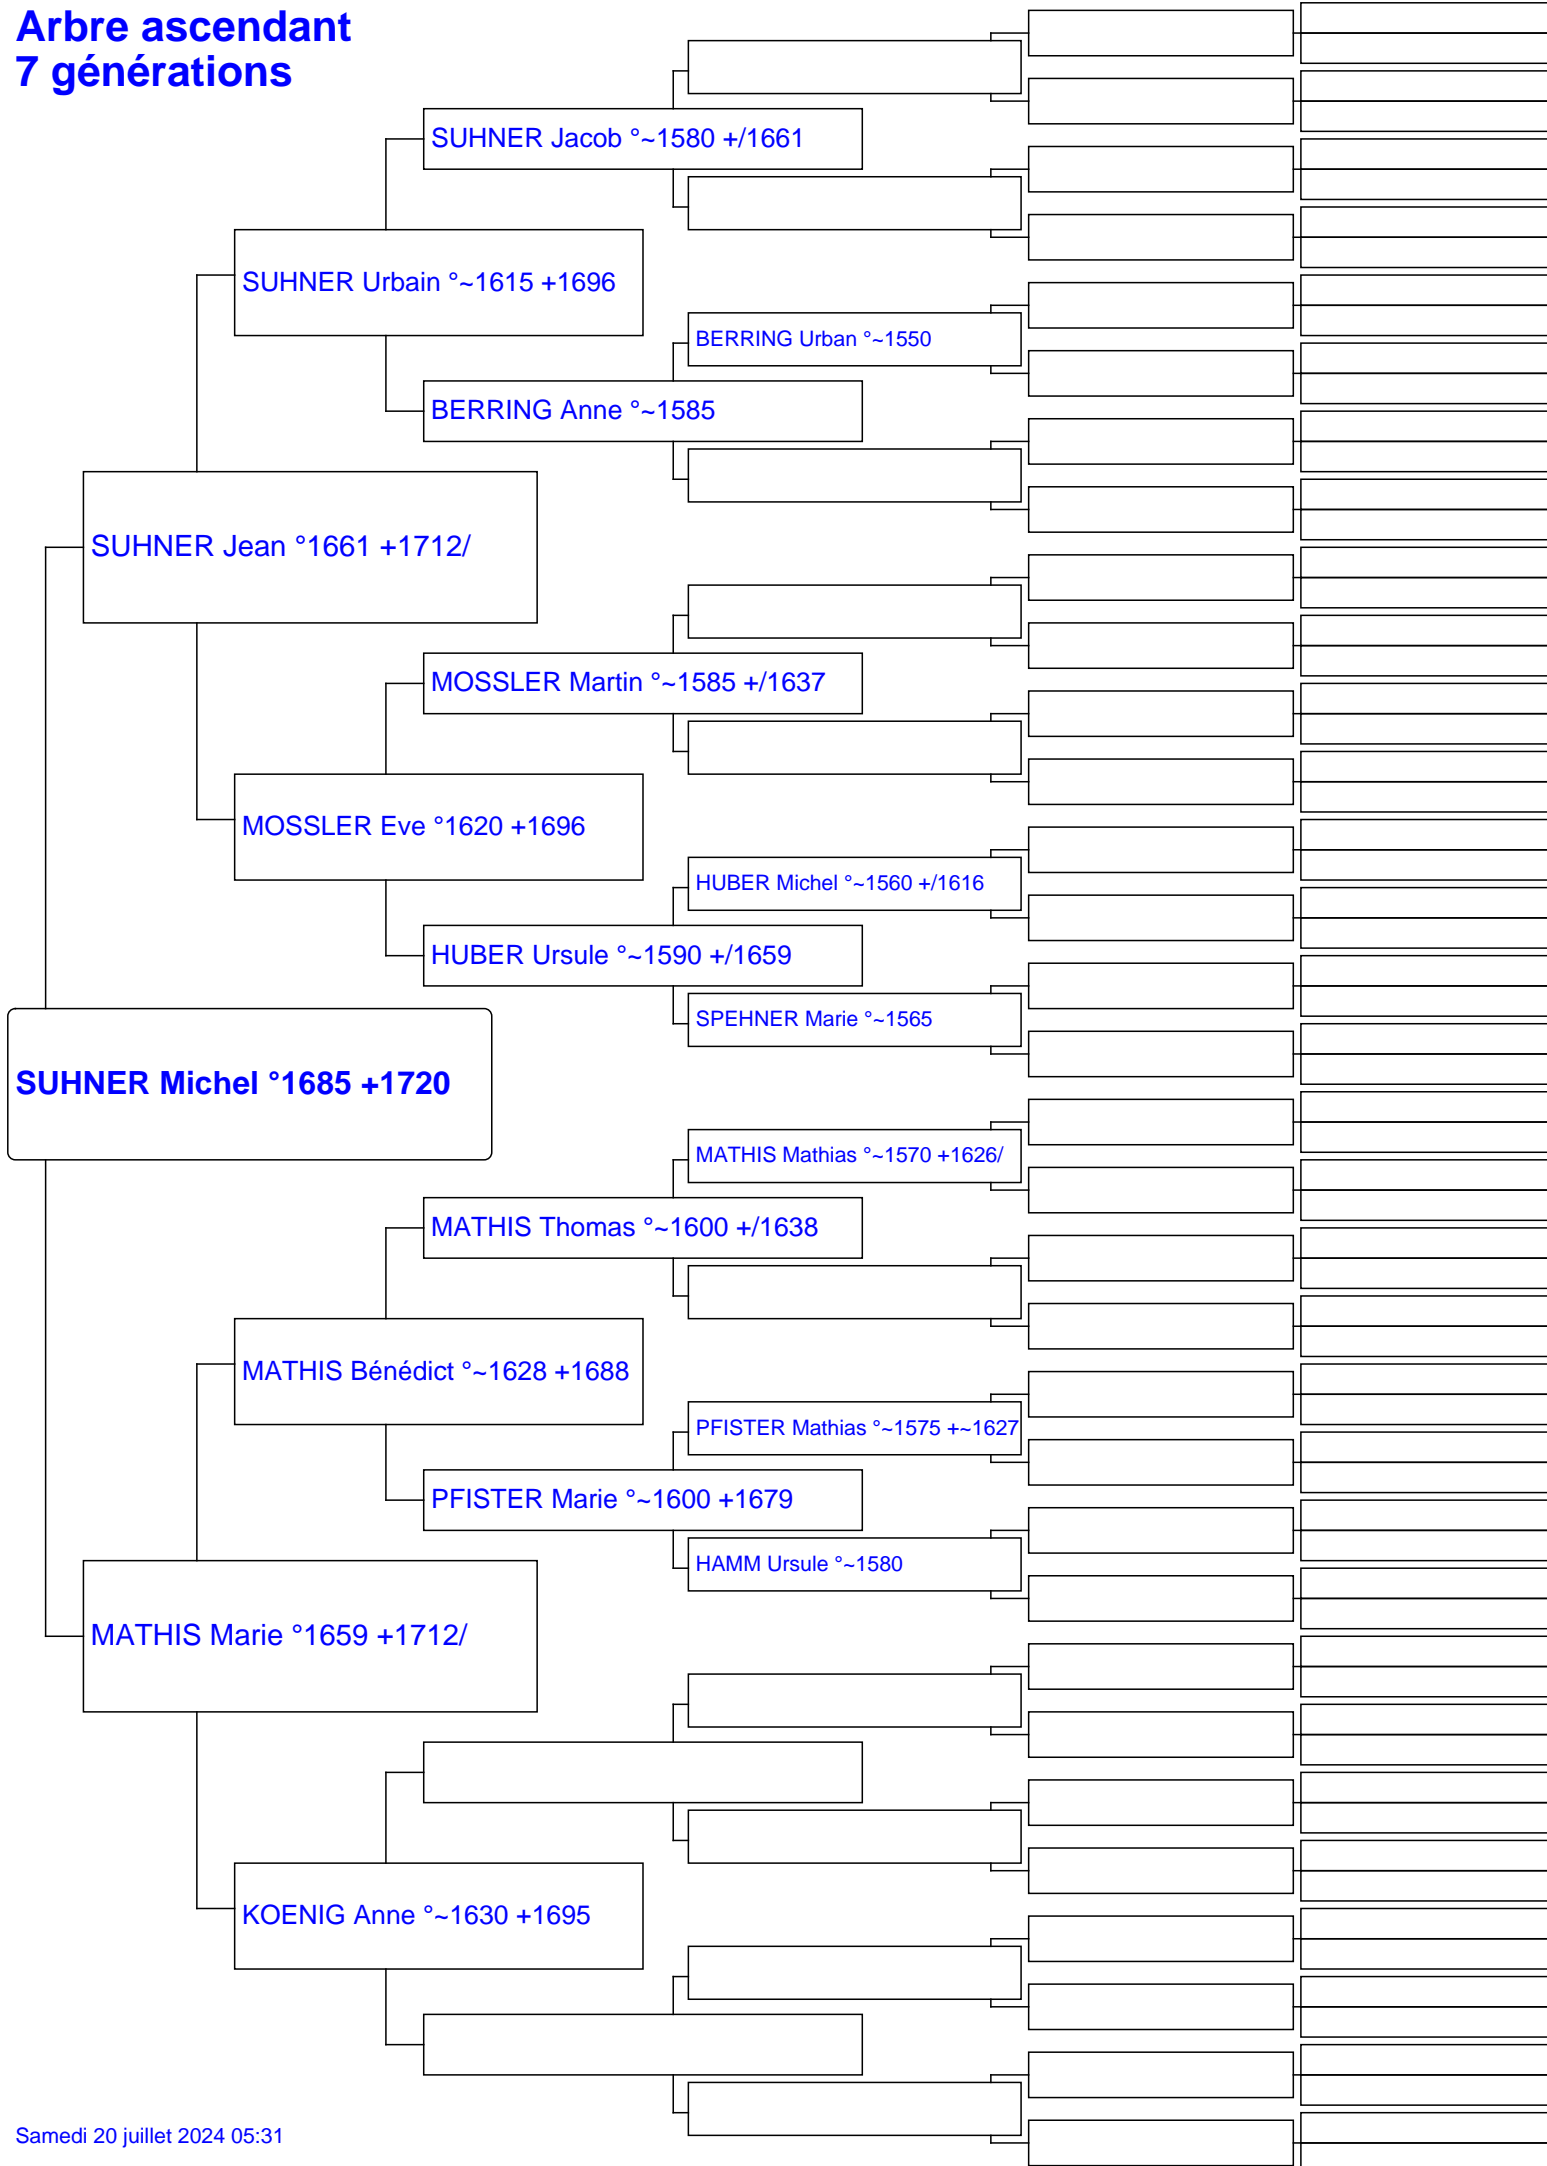 Arbre ascendant
7 générations
SUHNER Jacob °~1580 +/1661
SUHNER Urbain °~1615 +1696
BERRING Urban °~1550
BERRING Anne °~1585
SUHNER Jean °1661 +1712/
MOSSLER Martin °~1585 +/1637
MOSSLER Eve °1620 +1696
HUBER Michel °~1560 +/1616
HUBER Ursule °~1590 +/1659
SPEHNER Marie °~1565
SUHNER Michel °1685 +1720
MATHIS Mathias °~1570 +1626/
MATHIS Thomas °~1600 +/1638
MATHIS Bénédict °~1628 +1688
PFISTER Mathias °~1575 +~1627
PFISTER Marie °~1600 +1679
HAMM Ursule °~1580
MATHIS Marie °1659 +1712/
KOENIG Anne °~1630 +1695
Samedi 20 juillet 2024 05:31